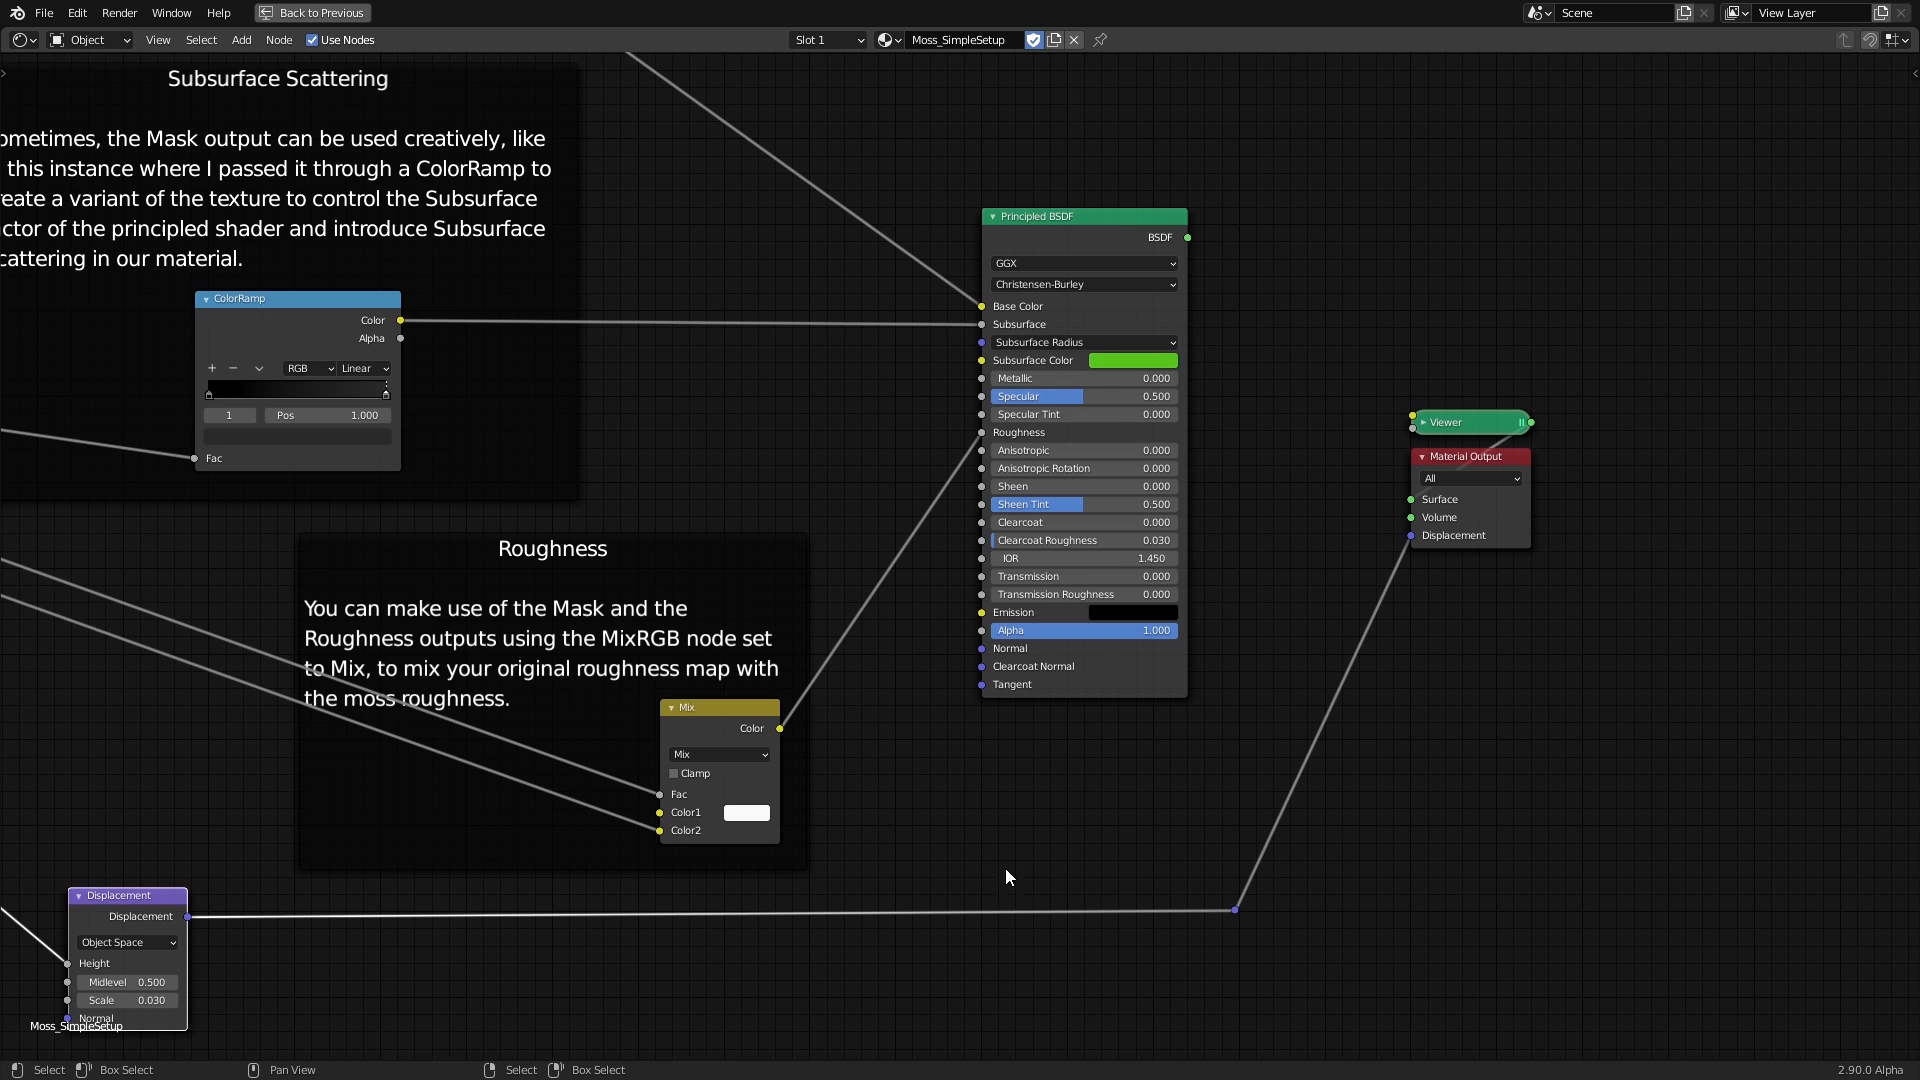 File Edit Render Window Help Back to Previous Scene View Layer
Object View Select Add Node Use Nodes Slot 1 Moss_SimpleSetup
Subsurface Scattering
ometimes, the Mask output can be used creatively, like
this instance where I passed it through a ColorRamp to
reate a variant of the texture to control the Subsurface
ctor of the principled shader and introduce Subsurface
cattering in our material.
ColorRamp
Color
Alpha
+ − RGB Linear
1 Pos 1.000
Fac
Roughness
You can make use of the Mask and the
Roughness outputs using the MixRGB node set
to Mix, to mix your original roughness map with
the moss roughness.
Mix
Color
Mix
Clamp
Fac
Color1
Color2
Displacement
Displacement
Object Space
Height
Midlevel 0.500
Scale 0.030
Normal
Moss_SimpleSetup
Principled BSDF
BSDF
GGX
Christensen-Burley
Base Color
Subsurface
Subsurface Radius
Subsurface Color
Metallic 0.000
Specular 0.500
Specular Tint 0.000
Roughness
Anisotropic 0.000
Anisotropic Rotation 0.000
Sheen 0.000
Sheen Tint 0.500
Clearcoat 0.000
Clearcoat Roughness 0.030
IOR 1.450
Transmission 0.000
Transmission Roughness 0.000
Emission
Alpha 1.000
Normal
Clearcoat Normal
Tangent
Viewer
Material Output
All
Surface
Volume
Displacement
Select Box Select Pan View Select Box Select 2.90.0 Alpha